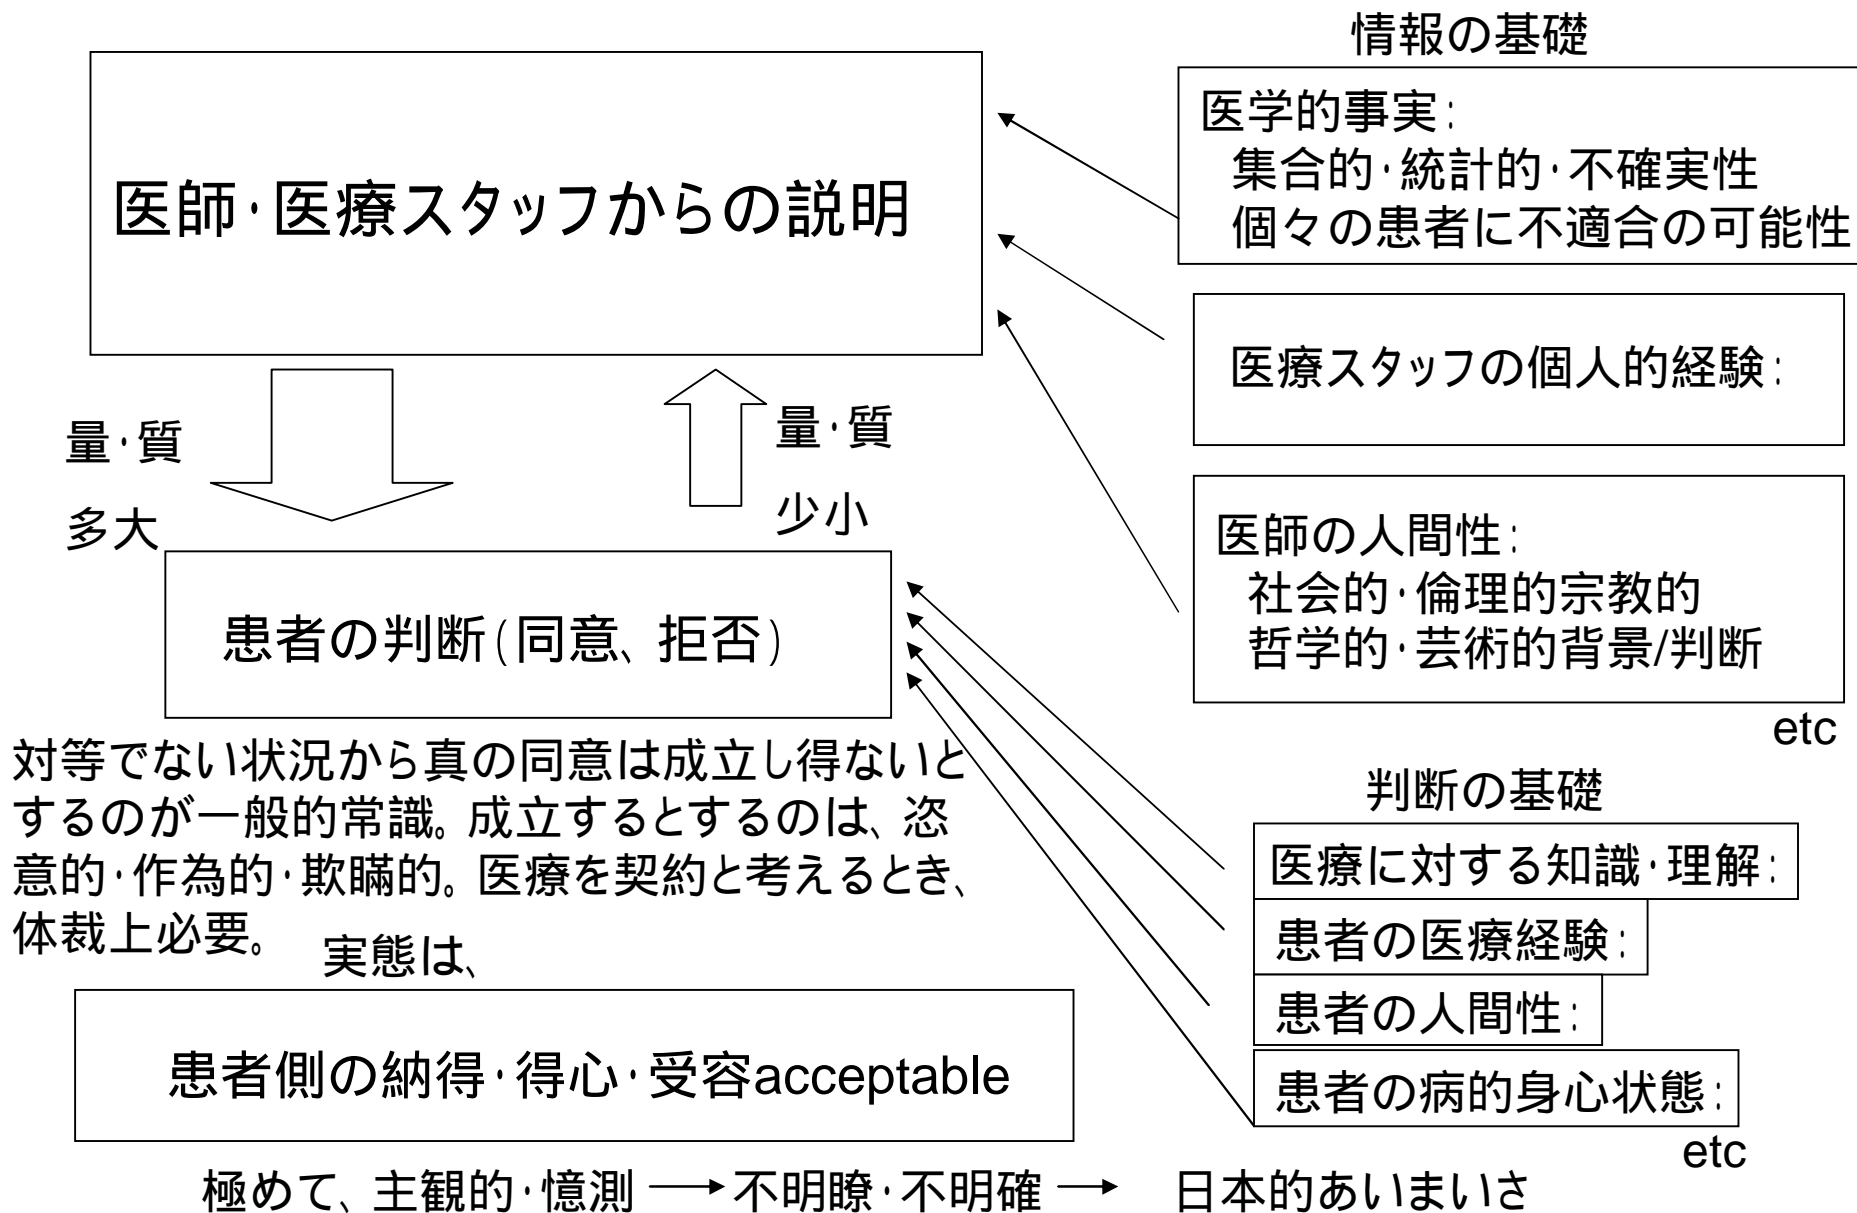 情報の基礎
医師・医療スタッフからの説明
医学的事実:
集合的・統計的・不確実性
個々の患者に不適合の可能性
医療スタッフの個人的経験:
医師の人間性:
社会的・倫理的宗教的
哲学的・芸術的背景/判断
etc
量・質
多大
量・質
少小
患者の判断(同意、拒否)
対等でない状況から真の同意は成立し得ないと
するのが一般的常識。成立するとするのは、恣
意的・作為的・欺瞞的。医療を契約と考えるとき、
体裁上必要。
実態は、
判断の基礎
医療に対する知識・理解:
患者の医療経験:
患者の人間性:
患者の病的身心状態:
etc
患者側の納得・得心・受容acceptable
極めて、主観的・憶測→不明瞭・不明確→ 日本的あいまいさ